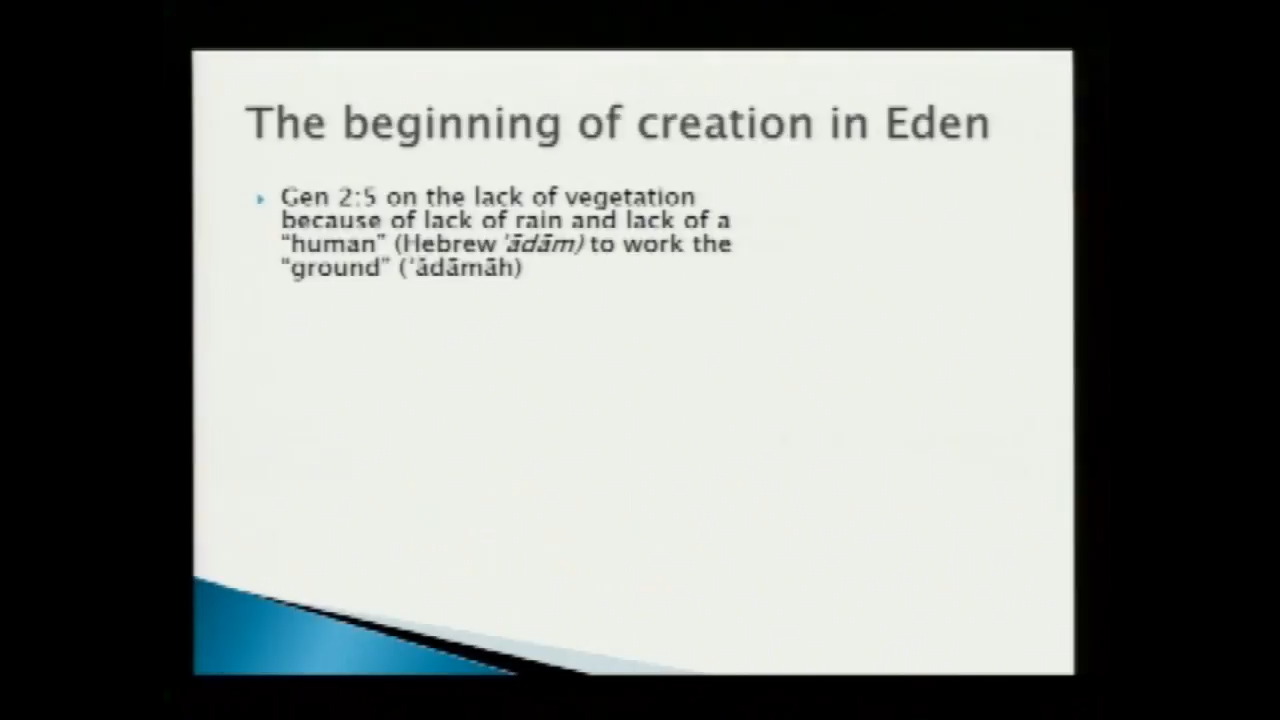 The beginning of creation in Eden
Gen 2:5 on the lack of vegetation
because of lack of rain and lack of a
“human” (Hebrew ’ādām) to work the
“ground” (’ādāmāh)